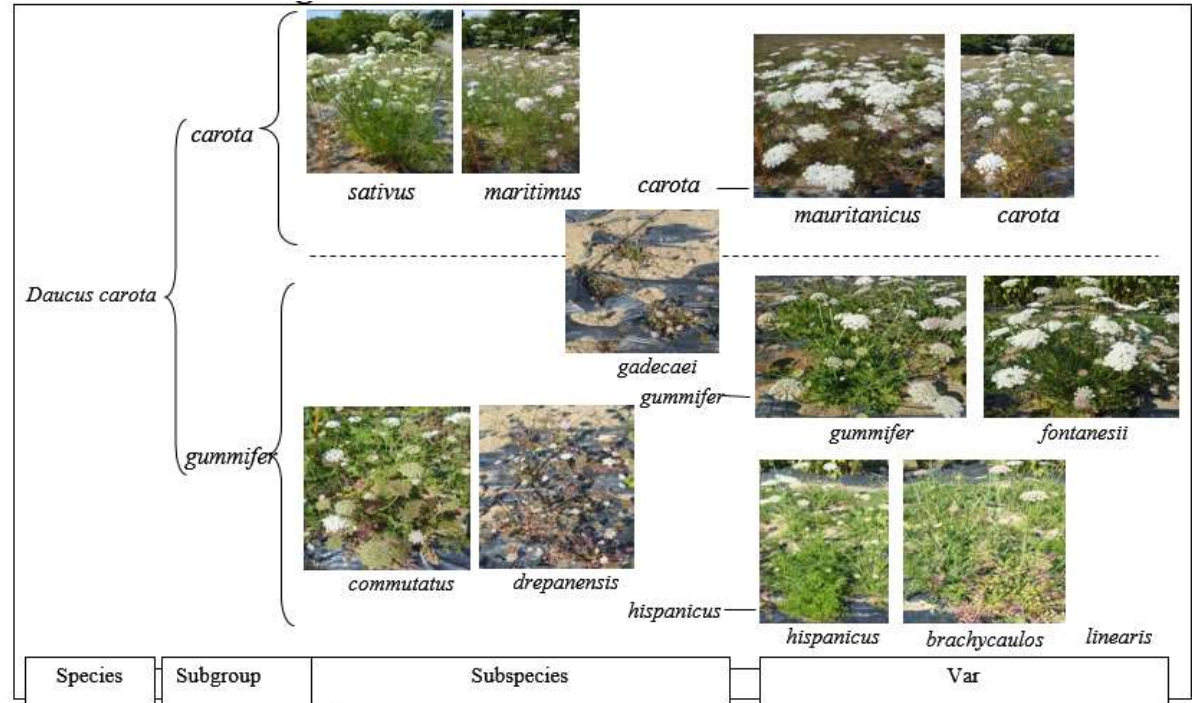 carota
sativus
maritimus
carota
mauritanicus
carota
Daucus carota
gadecaei
gummifer
gummifer
fontanesii
gummifer
commutatus
drepanensis
hispanicus
hispanicus
brachycaulos
linearis
Species
Subgroup
Subspecies
Var